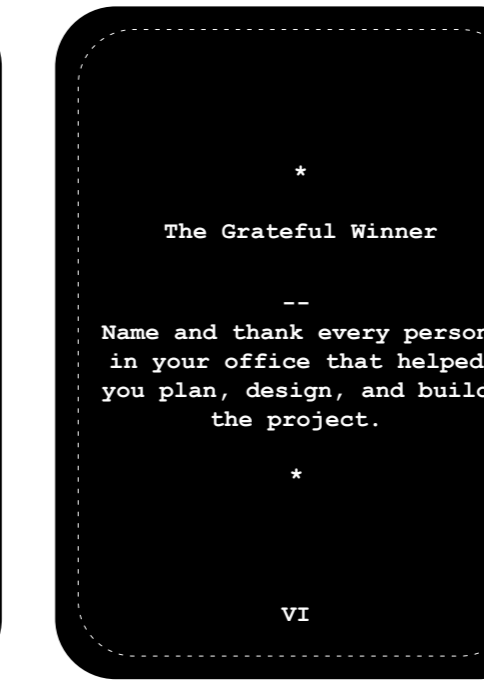 *
The Grateful Winner
--
Name and thank every person
in your office that helped
you plan, design, and build
the project.
*
VI